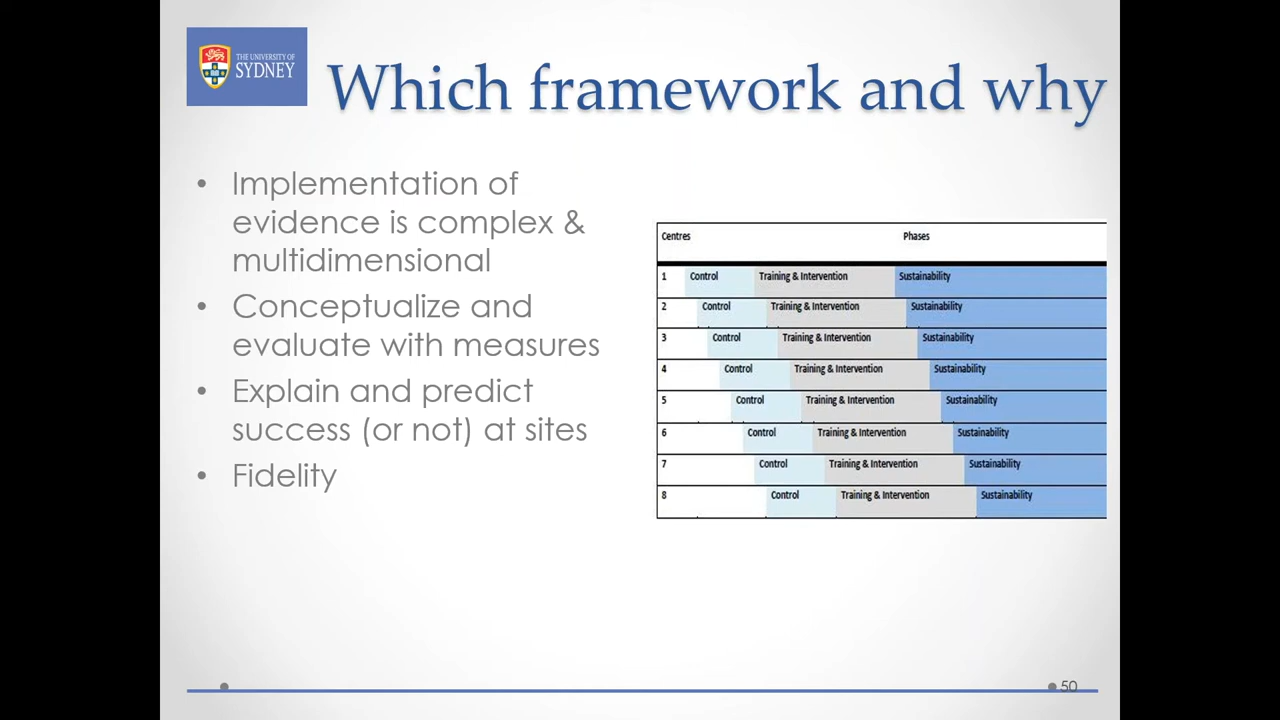 THE UNIVERSITY OF
SYDNEY
Which framework and why
• Implementation of
evidence is complex &
multidimensional
• Conceptualize and
evaluate with measures
• Explain and predict
success (or not) at sites
• Fidelity
Centres Phases
1 Control Training & Intervention Sustainability
2 Control Training & Intervention Sustainability
3 Control Training & Intervention Sustainability
4 Control Training & Intervention Sustainability
5 Control Training & Intervention Sustainability
6 Control Training & Intervention Sustainability
7 Control Training & Intervention Sustainability
8 Control Training & Intervention Sustainability
50